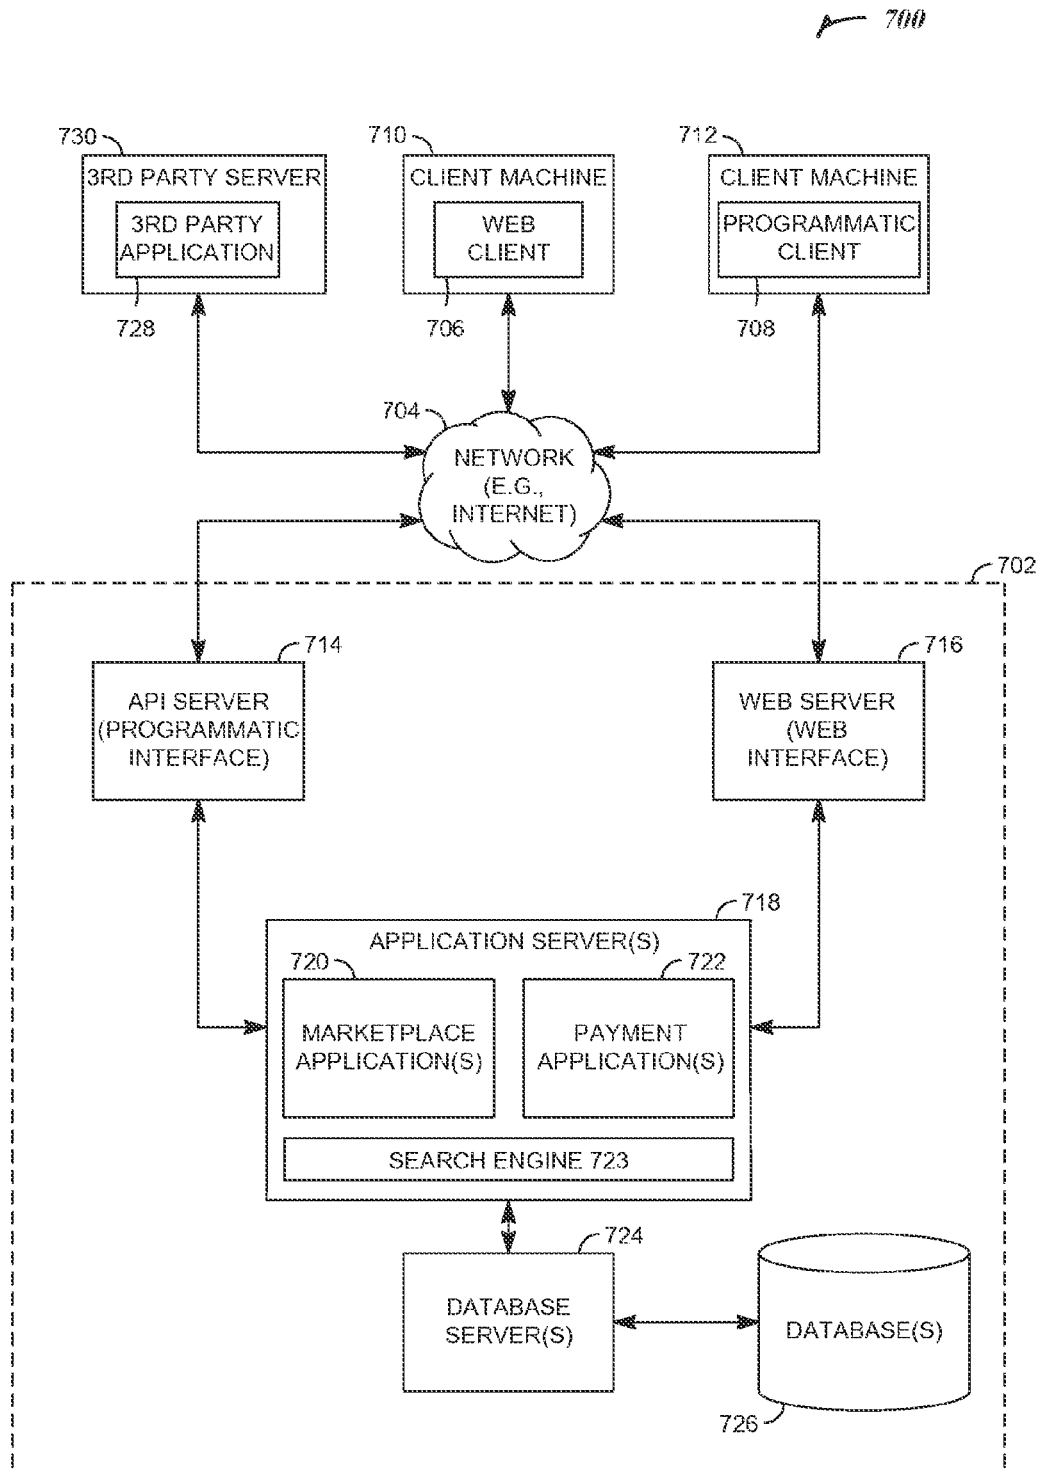 700
730
710
712
3RD PARTY SERVER
CLIENT MACHINE
CLIENT MACHINE
3RD PARTY
APPLICATION
WEB
CLIENT
PROGRAMMATIC
CLIENT
728
706
708
704
NETWORK
(E.G.,
INTERNET)
702
714
716
API SERVER
(PROGRAMMATIC
INTERFACE)
WEB SERVER
(WEB
INTERFACE)
718
APPLICATION SERVER(S)
720
722
MARKETPLACE
APPLICATION(S)
PAYMENT
APPLICATION(S)
SEARCH ENGINE 723
724
DATABASE
SERVER(S)
DATABASE(S)
726